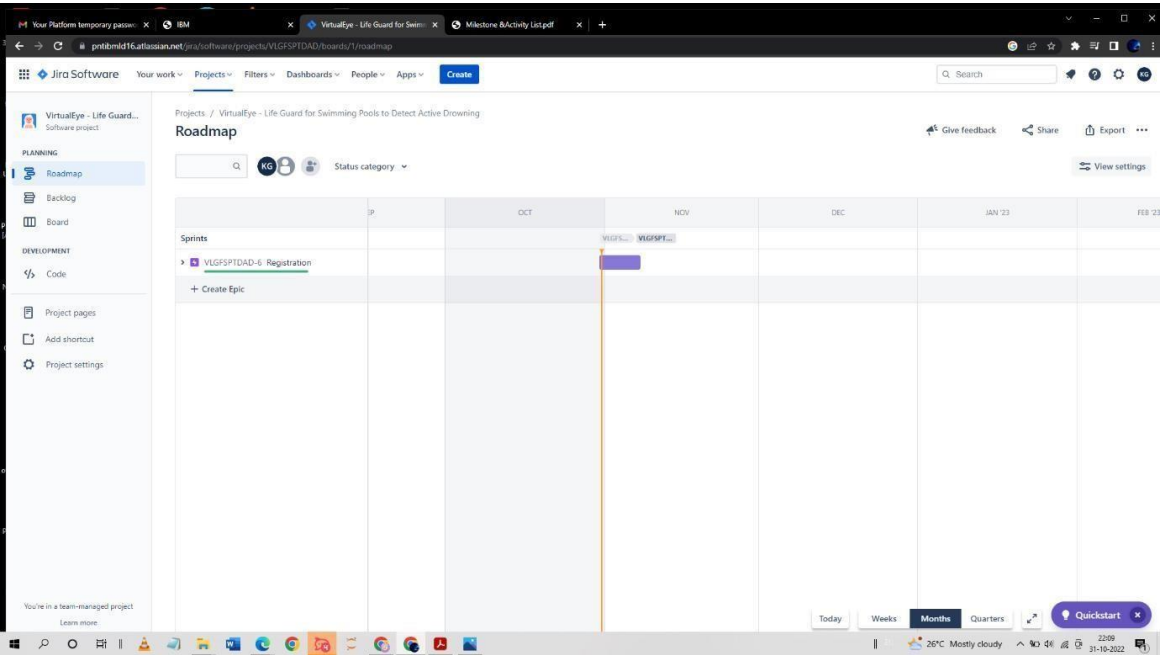 Your Platform temporary passwo
IBM
VirtualEye - Life Guard for Swimm
Milestone &Activity List.pdf
pntibmld16.atlassian.net/jira/software/projects/VLGFSPTDAD/boards/1/roadmap
Jira Software
Your work
Projects
Filters
Dashboards
People
Apps
Create
Search
KG
VirtualEye - Life Guard...
Software project
PLANNING
Roadmap
Backlog
Board
DEVELOPMENT
Code
Project pages
Add shortcut
Project settings
You're in a team-managed project
Learn more
Projects / VirtualEye - Life Guard for Swimming Pools to Detect Active Drowning
Roadmap
Give feedback
Share
Export
KG
Status category
View settings
OCT
NOV
DEC
JAN '23
FEB '23
Sprints
VLGFS...
VLGFSPT...
VLGFSPTDAD-6 Registration
+ Create Epic
Today
Weeks
Months
Quarters
Quickstart
26°C Mostly cloudy
22:09
31-10-2022